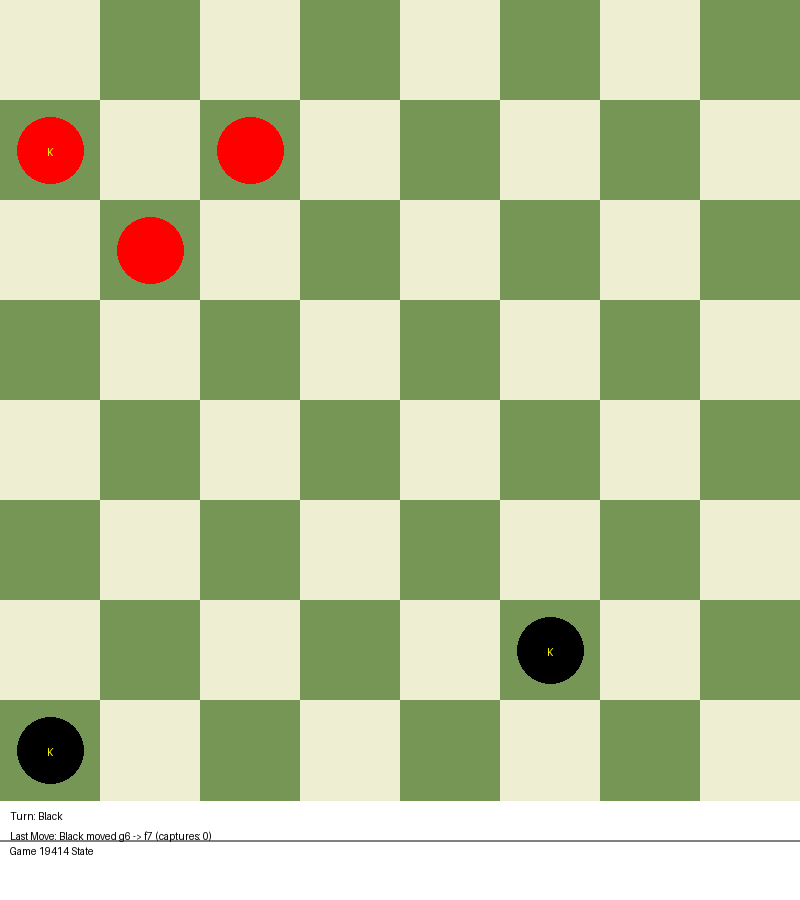 K
K
K
Turn: Black
Last Move: Black moved g6 -> f7 (captures: 0)
Game 19414 State